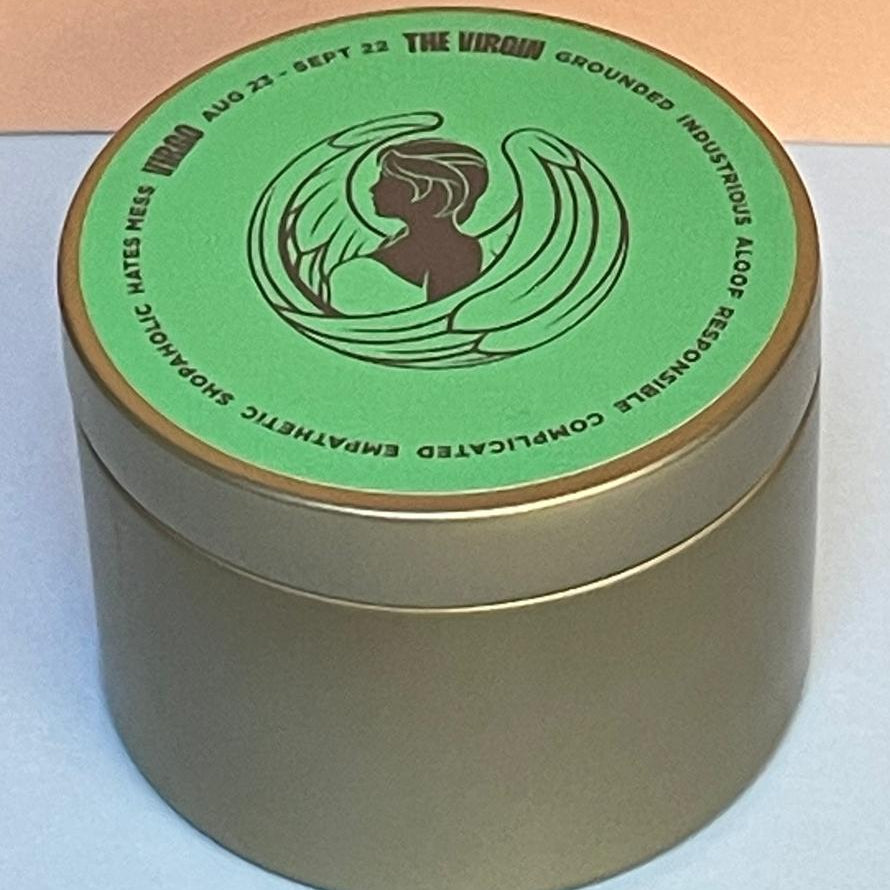 VIRGO AUG 23 - SEPT 22 THE VIRGIN GROUNDED INDUSTRIOUS ALOOF RESPONSIBLE COMPLICATED EMPATHETIC SHOPAHOLIC HATES MESS